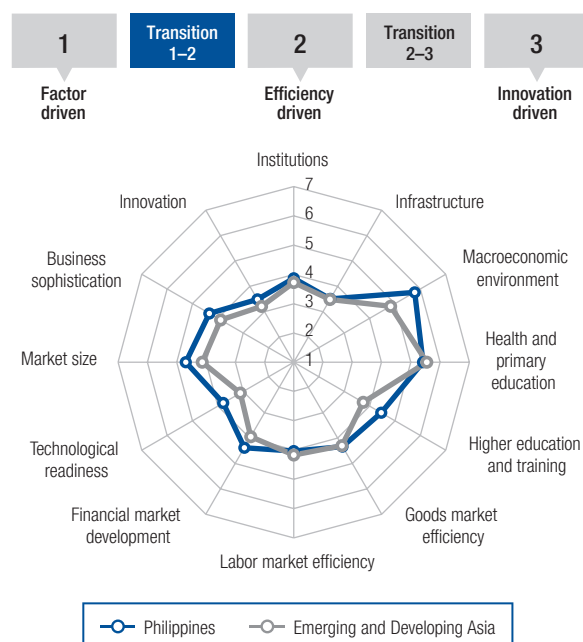 1
Transition
1–2
2
Transition
2–3
3
Factor
driven
Efficiency
driven
Innovation
driven
Institutions
Infrastructure
Macroeconomic
environment
Health and
primary
education
Higher education
and training
Goods market
efficiency
Labor market efficiency
Financial market
development
Technological
readiness
Market size
Business
sophistication
Innovation
7
6
5
4
3
2
1
Philippines
Emerging and Developing Asia